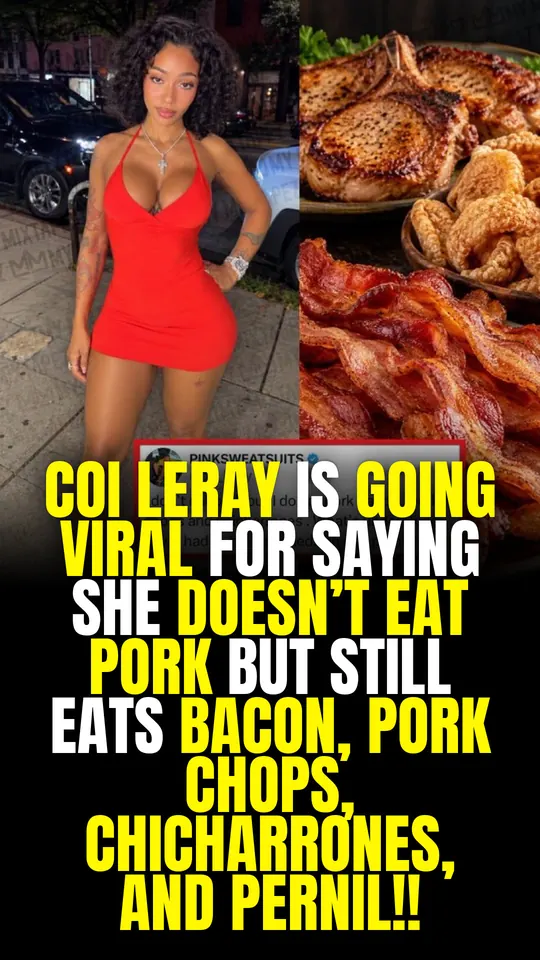 PINKSWEATSUITS
COI LERAY IS GOING
VIRAL FOR SAYING
SHE DOESN'T EAT
PORK BUT STILL
EATS BACON, PORK
CHOPS,
CHICHARRONES,
AND PERNIL!!